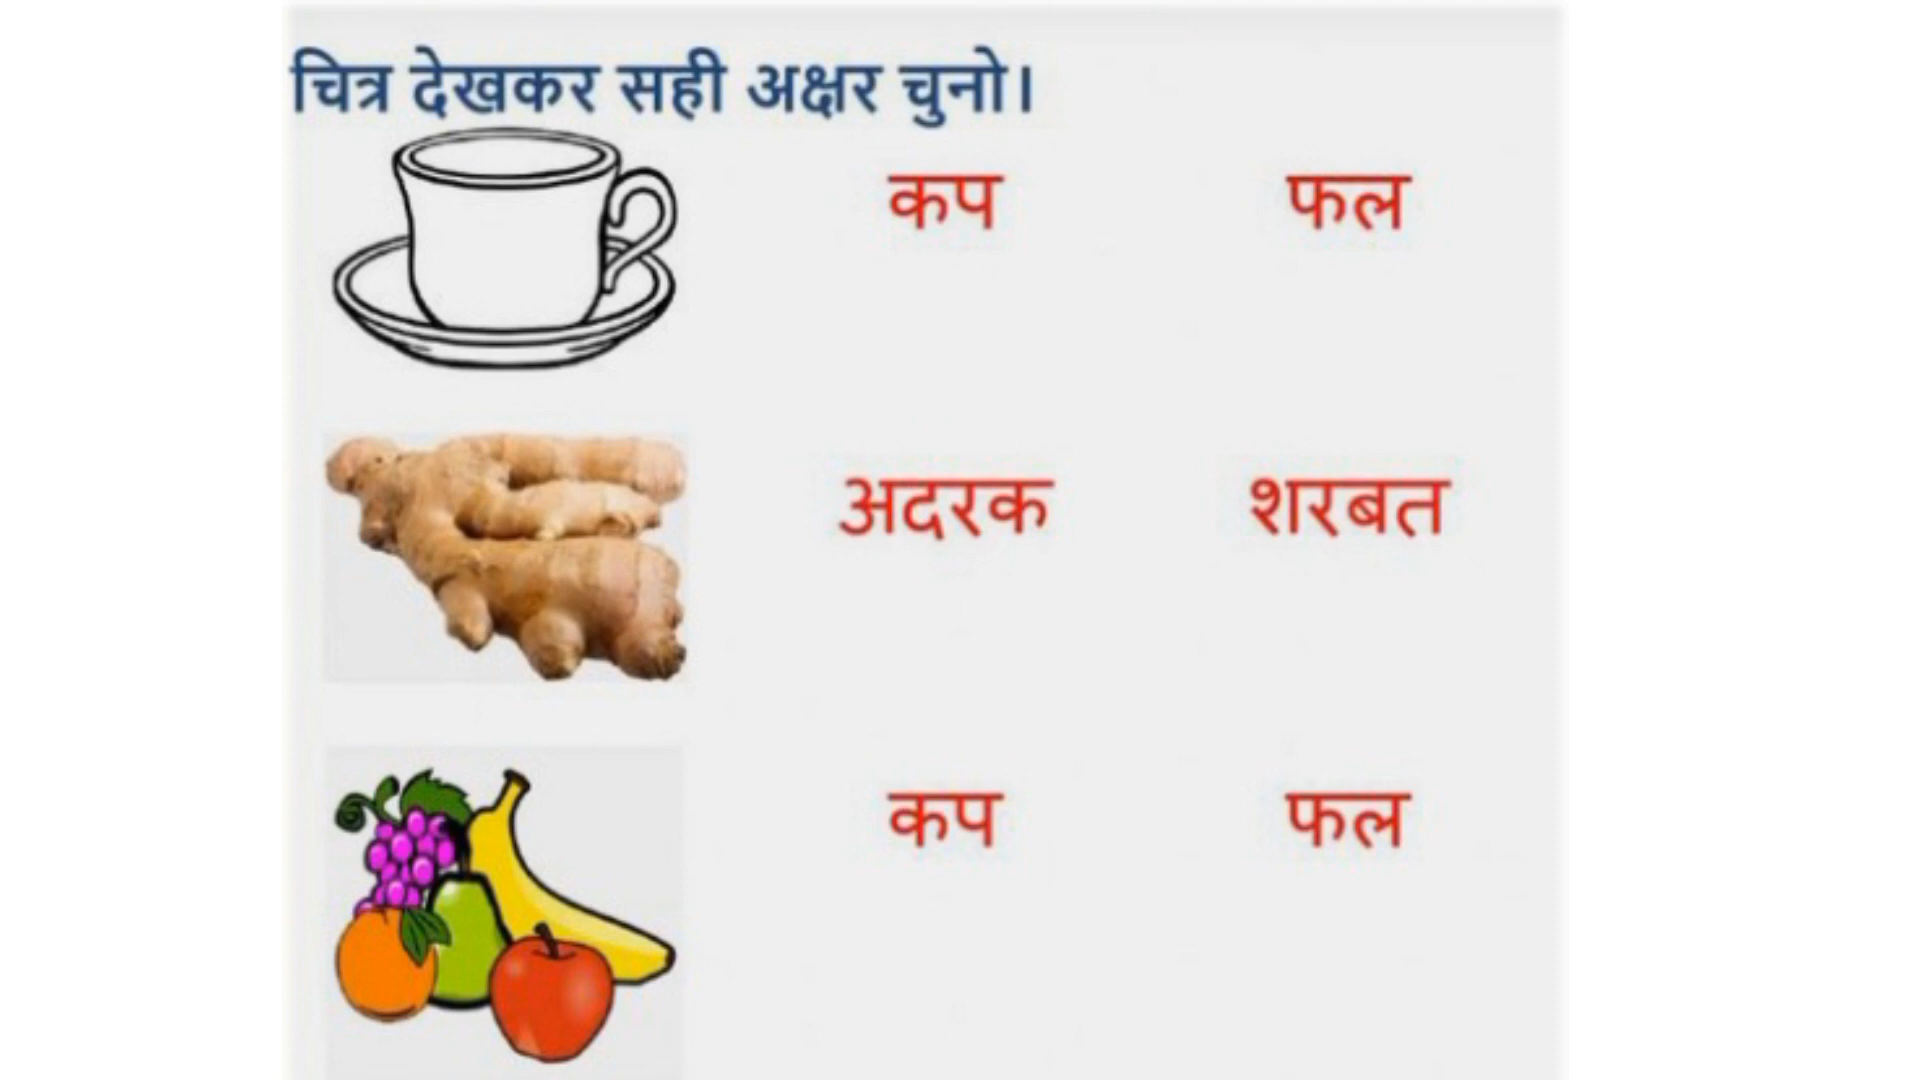 चित्र देखकर सही अक्षर चुनो।
कप फल
अदरक शरबत
कप फल